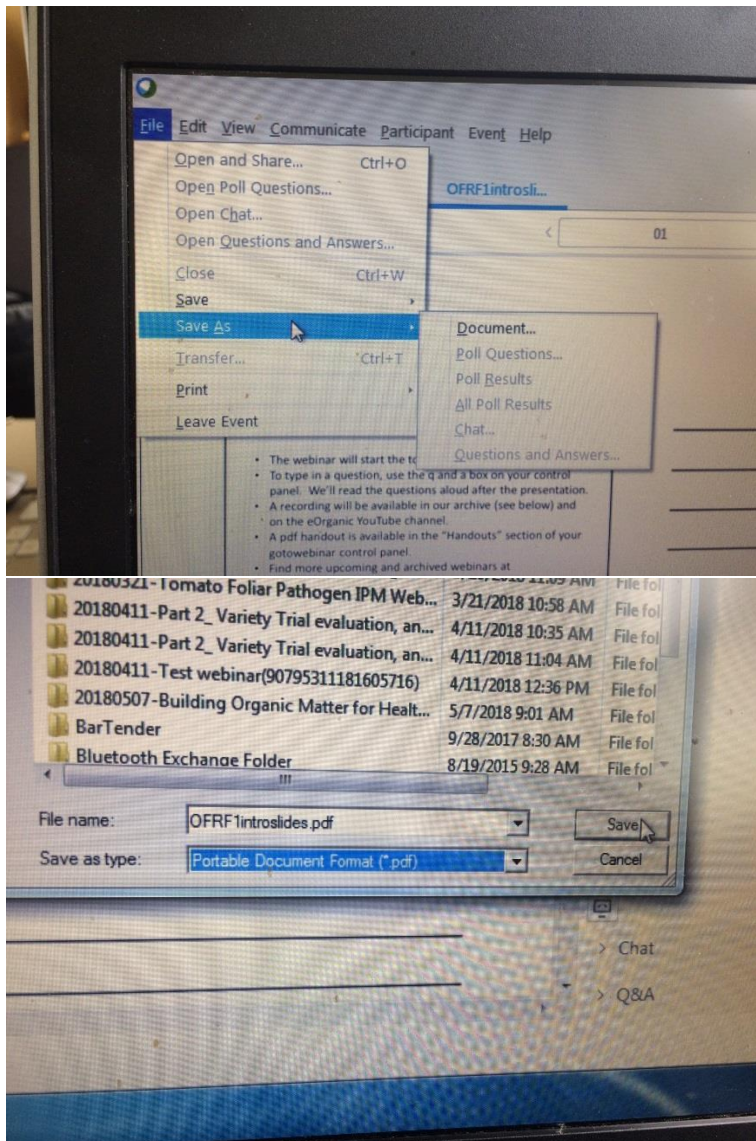 File Edit View Communicate Participant Event Help
Open and Share... Ctrl+O
Open Poll Questions...
Open Chat...
Open Questions and Answers...
Close Ctrl+W
Save
Save As
Transfer... Ctrl+T
Print
Leave Event
OFRF1introsli...
01
Document...
Poll Questions...
Poll Results
All Poll Results
Chat...
Questions and Answers...
• The webinar will start the
• To type in a question, use the q and a box on your control
panel. We'll read the questions aloud after the presentation.
• A recording will be available in our archive (see below) and
on the eOrganic YouTube channel.
• A pdf handout is available in the "Handouts" section of your
gotowebinar control panel.
• Find more upcoming and archived webinars at
20180321-Tomato Foliar Pathogen IPM Web... 3/21/2018 10:58 AM File fol
20180411-Part 2_ Variety Trial evaluation, an... 4/11/2018 10:35 AM File fol
20180411-Part 2_ Variety Trial evaluation, an... 4/11/2018 11:04 AM File fol
20180411-Test webinar(90795311181605716) 4/11/2018 12:36 PM File fol
20180507-Building Organic Matter for Healt... 5/7/2018 9:01 AM File fol
BarTender 9/28/2017 8:30 AM File fol
Bluetooth Exchange Folder 8/19/2015 9:28 AM File fol
File name: OFRF1introslides.pdf Save
Save as type: Portable Document Format (*.pdf) Cancel
> Chat
> Q&A